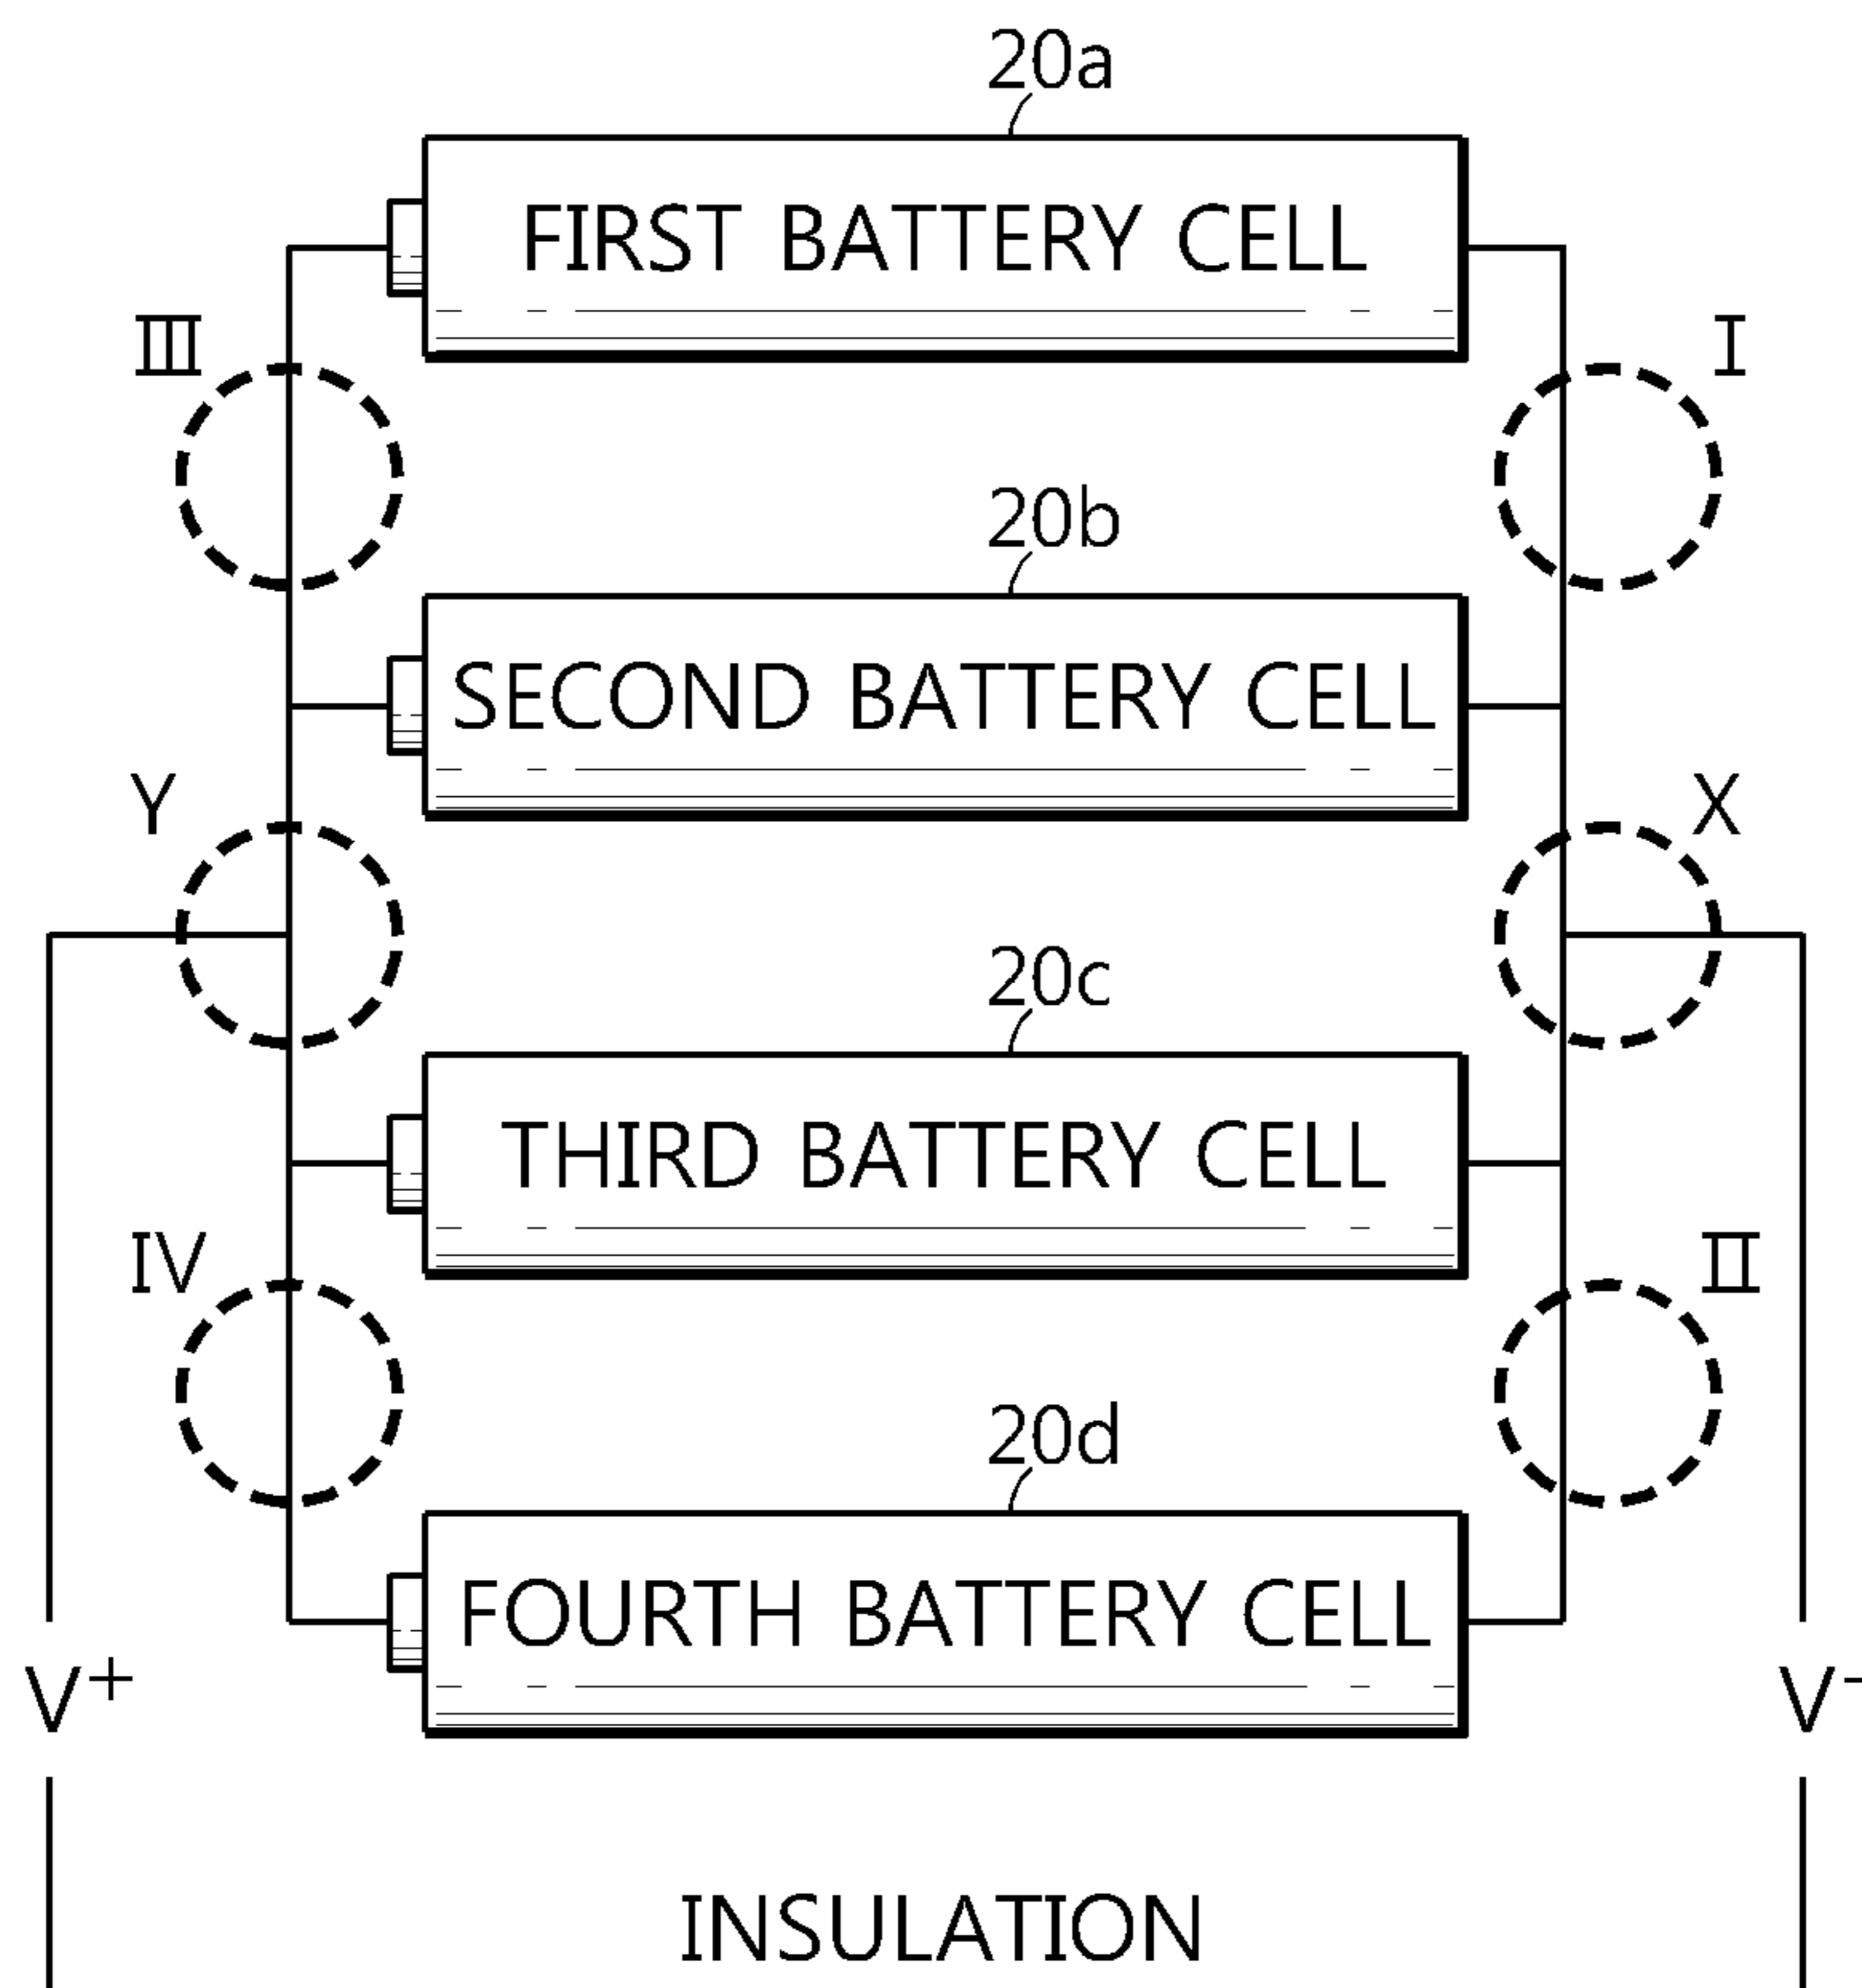 20a
FIRST BATTERY CELL
III
I
20b
SECOND BATTERY CELL
Y
X
20c
THIRD BATTERY CELL
IV
II
20d
FOURTH BATTERY CELL
V+
V-
INSULATION